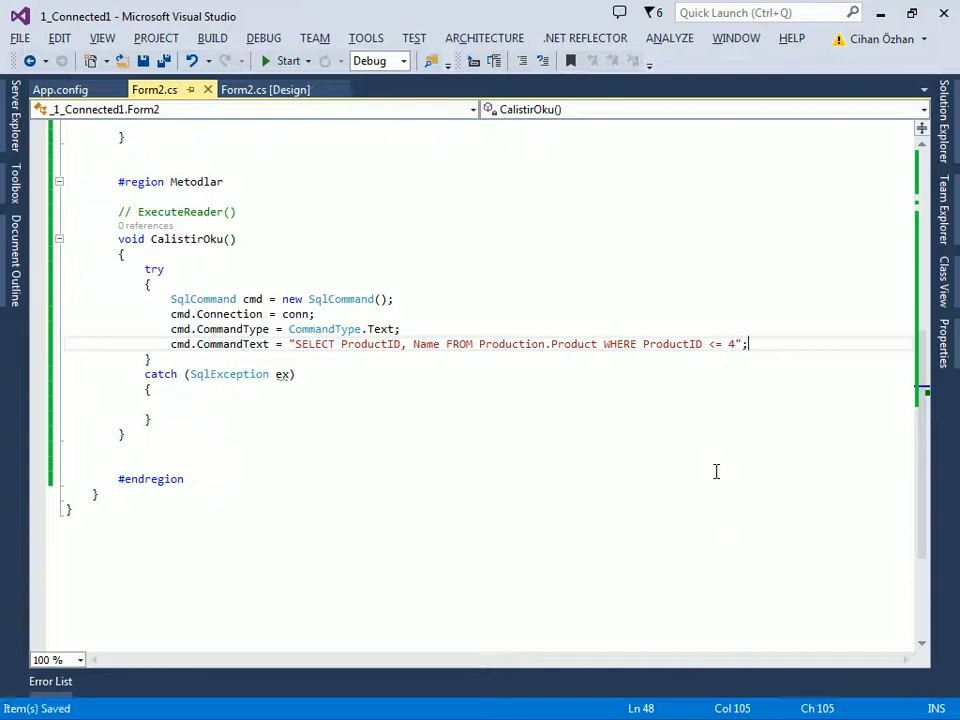 1_Connected1 - Microsoft Visual Studio
6
Quick Launch (Ctrl+Q)
FILE EDIT VIEW PROJECT BUILD DEBUG TEAM TOOLS TEST ARCHITECTURE .NET REFLECTOR ANALYZE WINDOW HELP
Cihan Özhan
Start Debug
App.config Form2.cs Form2.cs [Design]
_1_Connected1.Form2 CalistirOku()
Server Explorer
Toolbox
Document Outline
}
#region Metodlar
// ExecuteReader()
0 references
void CalistirOku()
{
try
{
SqlCommand cmd = new SqlCommand();
cmd.Connection = conn;
cmd.CommandType = CommandType.Text;
cmd.CommandText = "SELECT ProductID, Name FROM Production.Product WHERE ProductID <= 4";
}
catch (SqlException ex)
{
}
}
#endregion
}
}
Solution Explorer
Team Explorer
Class View
Properties
100 %
Error List
Item(s) Saved Ln 48 Col 105 Ch 105 INS